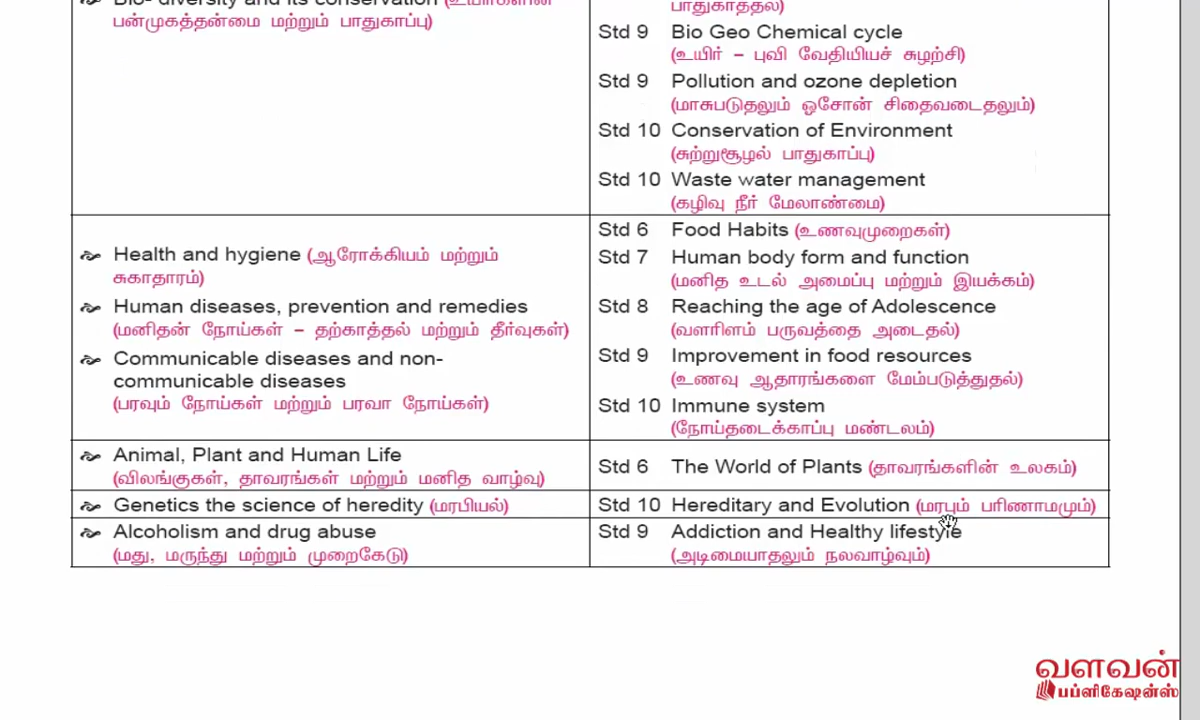 Bio- diversity and its conservation (உயிர்களின்
பன்முகத்தன்மை மற்றும் பாதுகாப்பு)
பாதுகாத்தல்)
Std 9 Bio Geo Chemical cycle
(உயிர் – புவி வேதியியச் சுழற்சி)
Std 9 Pollution and ozone depletion
(மாசுபடுதலும் ஓசோன் சிதைவடைதலும்)
Std 10 Conservation of Environment
(சுற்றுசூழல் பாதுகாப்பு)
Std 10 Waste water management
(கழிவு நீர் மேலாண்மை)
Health and hygiene (ஆரோக்கியம் மற்றும்
சுகாதாரம்)
Human diseases, prevention and remedies
(மனிதன் நோய்கள் – தற்காத்தல் மற்றும் தீர்வுகள்)
Communicable diseases and non-
communicable diseases
(பரவும் நோய்கள் மற்றும் பரவா நோய்கள்)
Std 6 Food Habits (உணவுமுறைகள்)
Std 7 Human body form and function
(மனித உடல் அமைப்பு மற்றும் இயக்கம்)
Std 8 Reaching the age of Adolescence
(வளரிளம் பருவத்தை அடைதல்)
Std 9 Improvement in food resources
(உணவு ஆதாரங்களை மேம்படுத்துதல்)
Std 10 Immune system
(நோய்தடைக்காப்பு மண்டலம்)
Animal, Plant and Human Life
(விலங்குகள், தாவரங்கள் மற்றும் மனித வாழ்வு)
Std 6 The World of Plants (தாவரங்களின் உலகம்)
Genetics the science of heredity (மரபியல்)
Std 10 Hereditary and Evolution (மரபும் பரிணாமமும்)
Alcoholism and drug abuse
(மது, மருந்து மற்றும் முறைகேடு)
Std 9 Addiction and Healthy lifestyle
(அடிமையாதலும் நலவாழ்வும்)
வளவன்
பப்ளிகேஷன்ஸ்